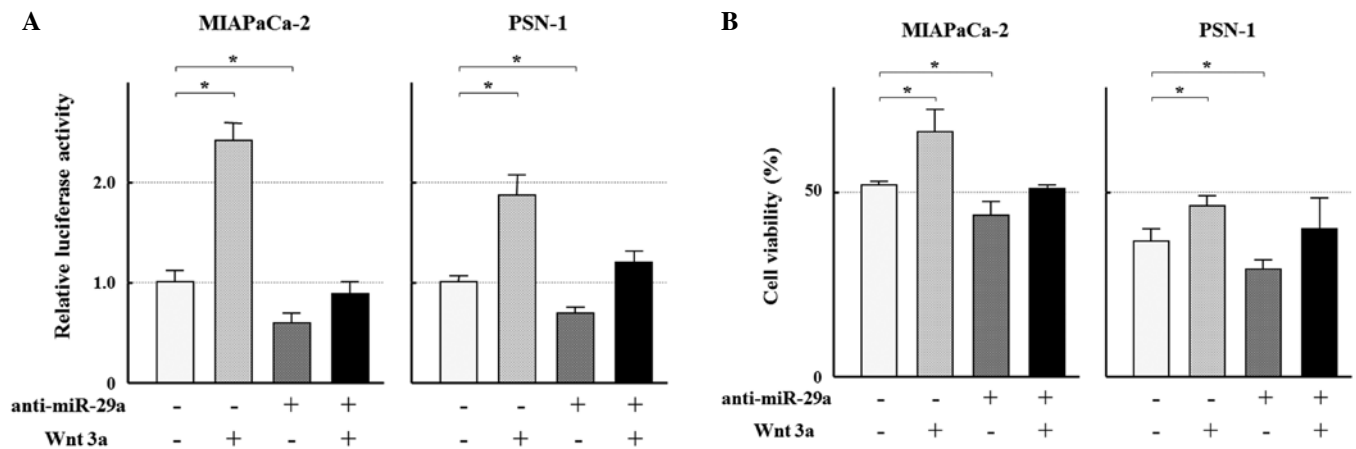 A
MIAPaCa-2
PSN-1
* *
* *
Relative luciferase activity
2.0
1.0
0
anti-miR-29a - - + + - - + +
Wnt 3a - + - + - + - +
B
MIAPaCa-2
PSN-1
* *
* *
Cell viability (%)
50
0
anti-miR-29a - - + + - - + +
Wnt 3a - + - + - + - +